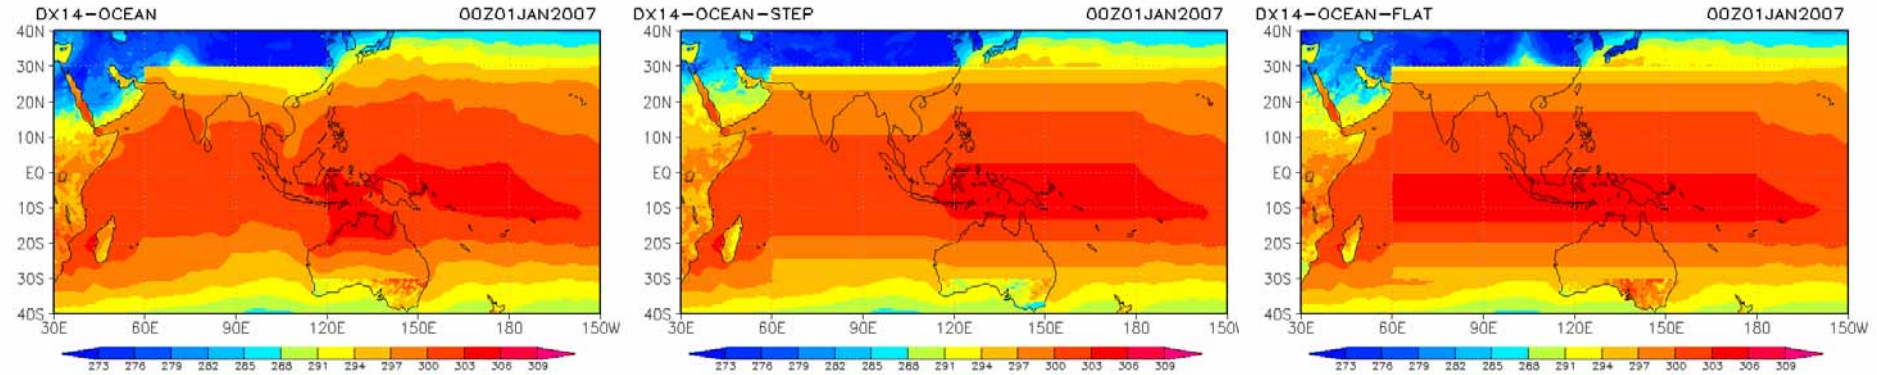 DX14-OCEAN 00Z01JAN2007
40N
30N
20N
10N
EQ
10S
20S
30S
40S
30E 60E 90E 120E 150E 180 150W
273 276 279 282 285 268 291 294 297 300 303 306 309
DX14-OCEAN-STEP 00Z01JAN2007
40N
30N
20N
10N
EQ
10S
20S
30S
40S
30E 60E 90E 120E 150E 180 150\
273 276 279 282 285 268 291 294 297 300 303 306 309
DX14-OCEAN-FLAT 00Z01JAN2007
40N
30N
20N
10N
EQ
10S
20S
30S
40S
30E 60E 90E 120E 150E 180 150W
273 276 279 282 285 268 291 294 297 300 303 306 309